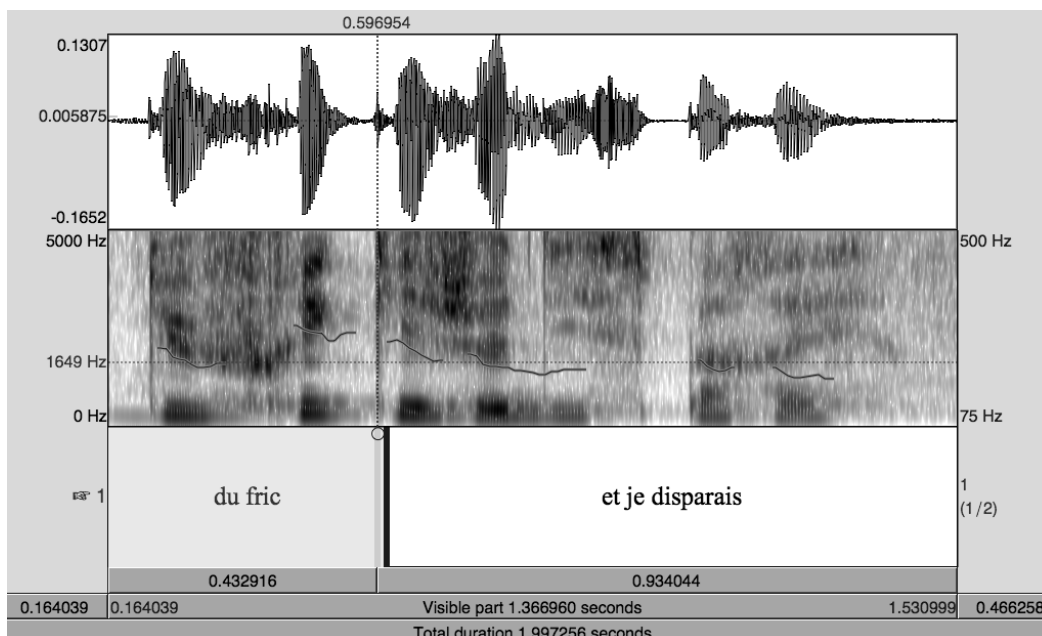 0.596954
0.1307
0.005875
-0.1652
5000 Hz 500 Hz
1649 Hz
0 Hz 75 Hz
☞ 1 du fric et je disparais 1
(1/2)
0.432916 0.934044
0.164039 0.164039 Visible part 1.366960 seconds 1.530999 0.466258
Total duration 1.997256 seconds